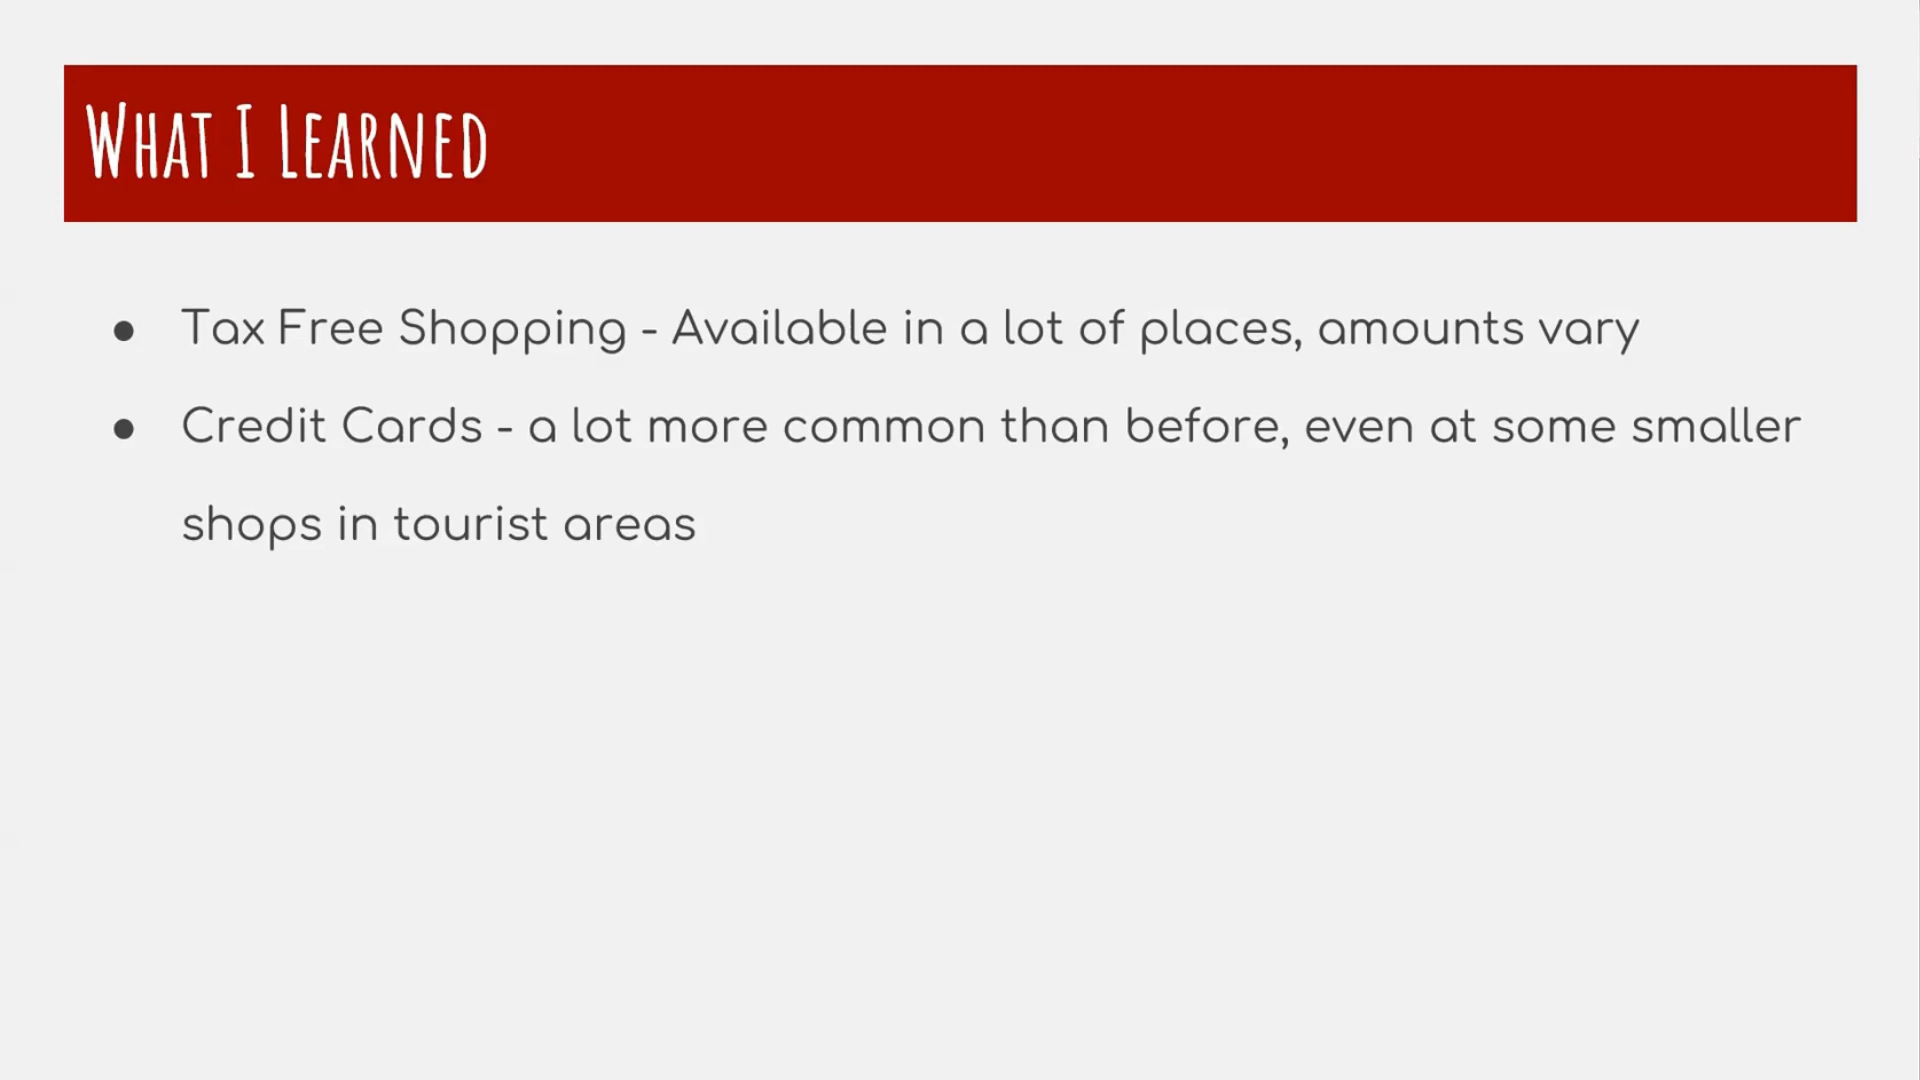 What I Learned
● Tax Free Shopping - Available in a lot of places, amounts vary
● Credit Cards - a lot more common than before, even at some smaller
shops in tourist areas